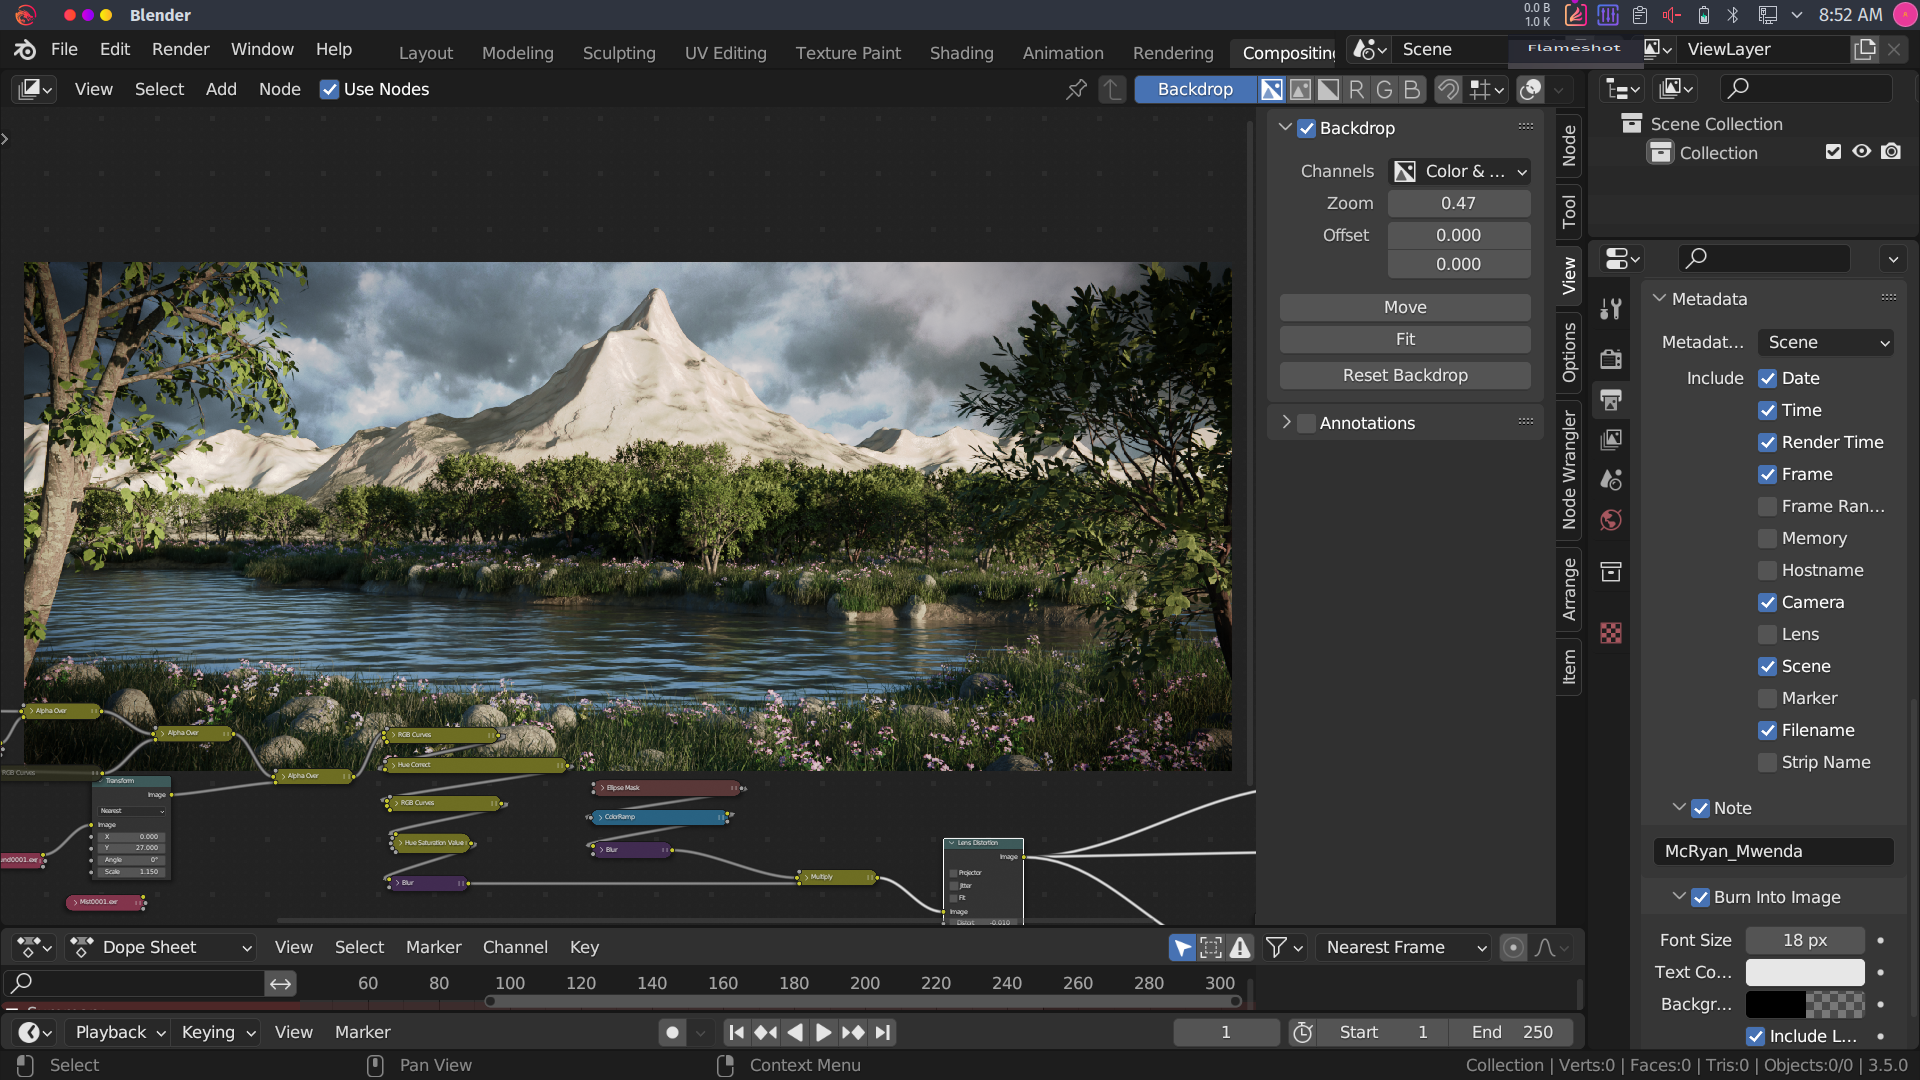 Blender
0.0 B
1.0 K
8:52 AM
File Edit Render Window Help
Layout Modeling Sculpting UV Editing Texture Paint Shading Animation Rendering Compositing
Scene
Flameshot
ViewLayer
View Select Add Node Use Nodes
Backdrop
R G B
Backdrop
Channels Color & ...
Zoom 0.47
Offset 0.000
0.000
Move
Fit
Reset Backdrop
Annotations
Node
Tool
View
Options
Node Wrangler
Arrange
Item
Scene Collection
Collection
Metadata
Metadat... Scene
Include Date
Time
Render Time
Frame
Frame Ran...
Memory
Hostname
Camera
Lens
Scene
Marker
Filename
Strip Name
Note
McRyan_Mwenda
Burn Into Image
Font Size 18 px
Text Co...
Backgr...
Include L...
Alpha Over
Alpha Over
Alpha Over
RGB Curves
Transform
Image
Nearest
Image
X 0.000
Y 27.000
Angle 0°
Scale 1.150
und0001.exr
Mist0001.exr
RGB Curves
Hue Correct
RGB Curves
Hue Saturation Value
Blur
Ellipse Mask
ColorRamp
Blur
Multiply
Lens Distortion
Image
Projector
Jitter
Fit
Image
Distort -0.010
Dope Sheet View Select Marker Channel Key
Nearest Frame
60 80 100 120 140 160 180 200 220 240 260 280 300
Playback Keying View Marker
1
Start 1
End 250
Select
Pan View
Context Menu
Collection | Verts:0 | Faces:0 | Tris:0 | Objects:0/0 | 3.5.0